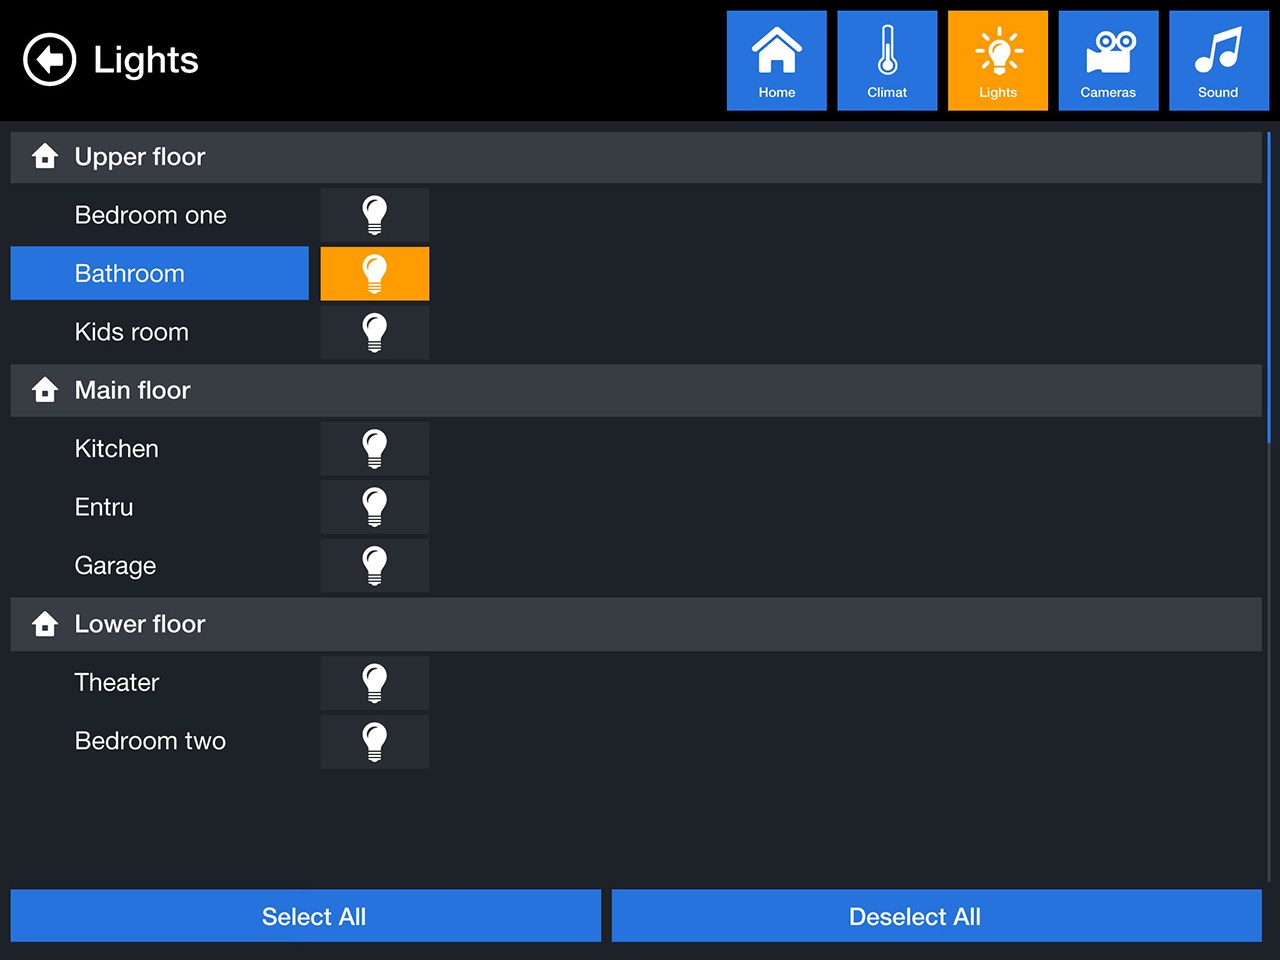 Lights
Home
Climat
Lights
Cameras
Sound
Upper floor
Bedroom one
Bathroom
Kids room
Main floor
Kitchen
Entru
Garage
Lower floor
Theater
Bedroom two
Select All
Deselect All